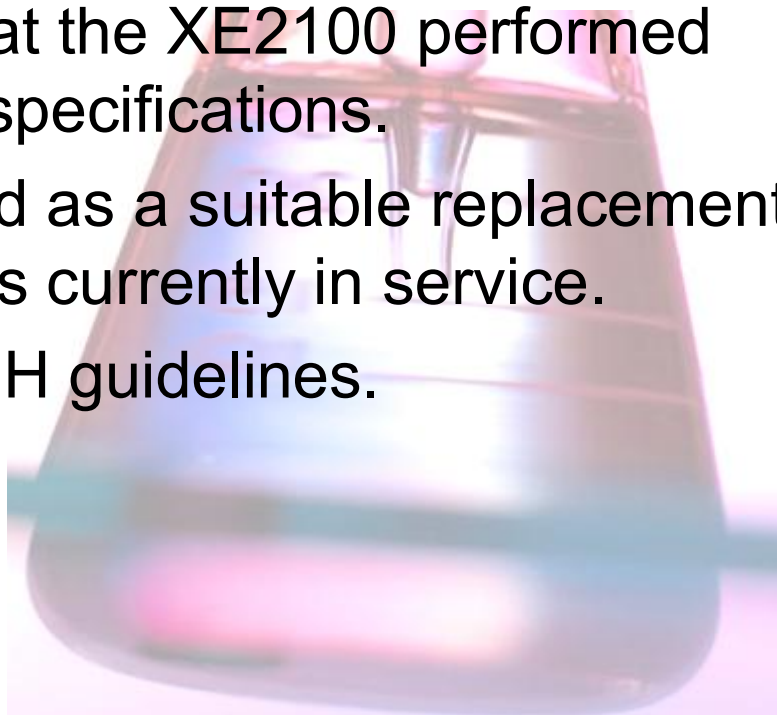 at the XE2100 performed
specifications.
d as a suitable replacement
s currently in service.
H guidelines.